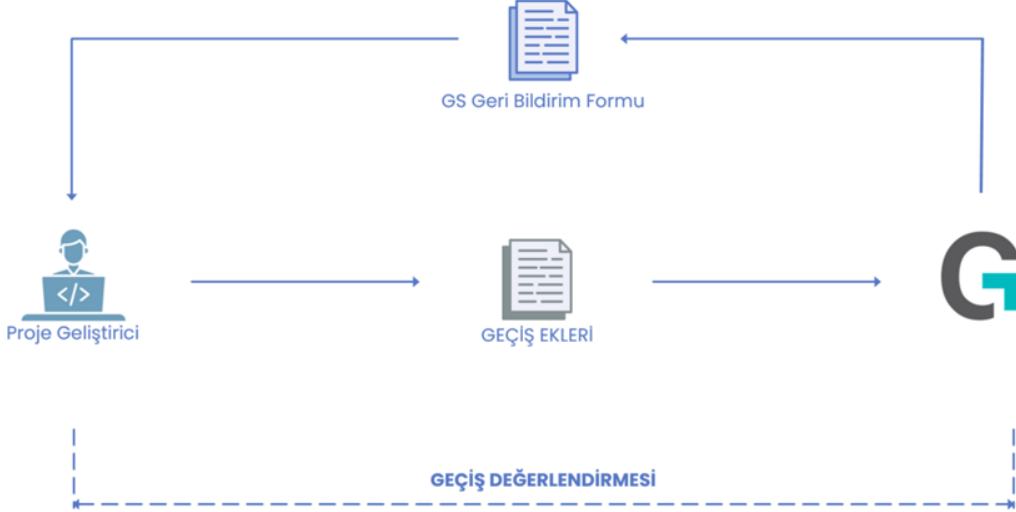 GS Geri Bildirim Formu
</>
Proje Geliştirici
GEÇİŞ EKLERİ
GEÇİŞ DEĞERLENDİRMESİ